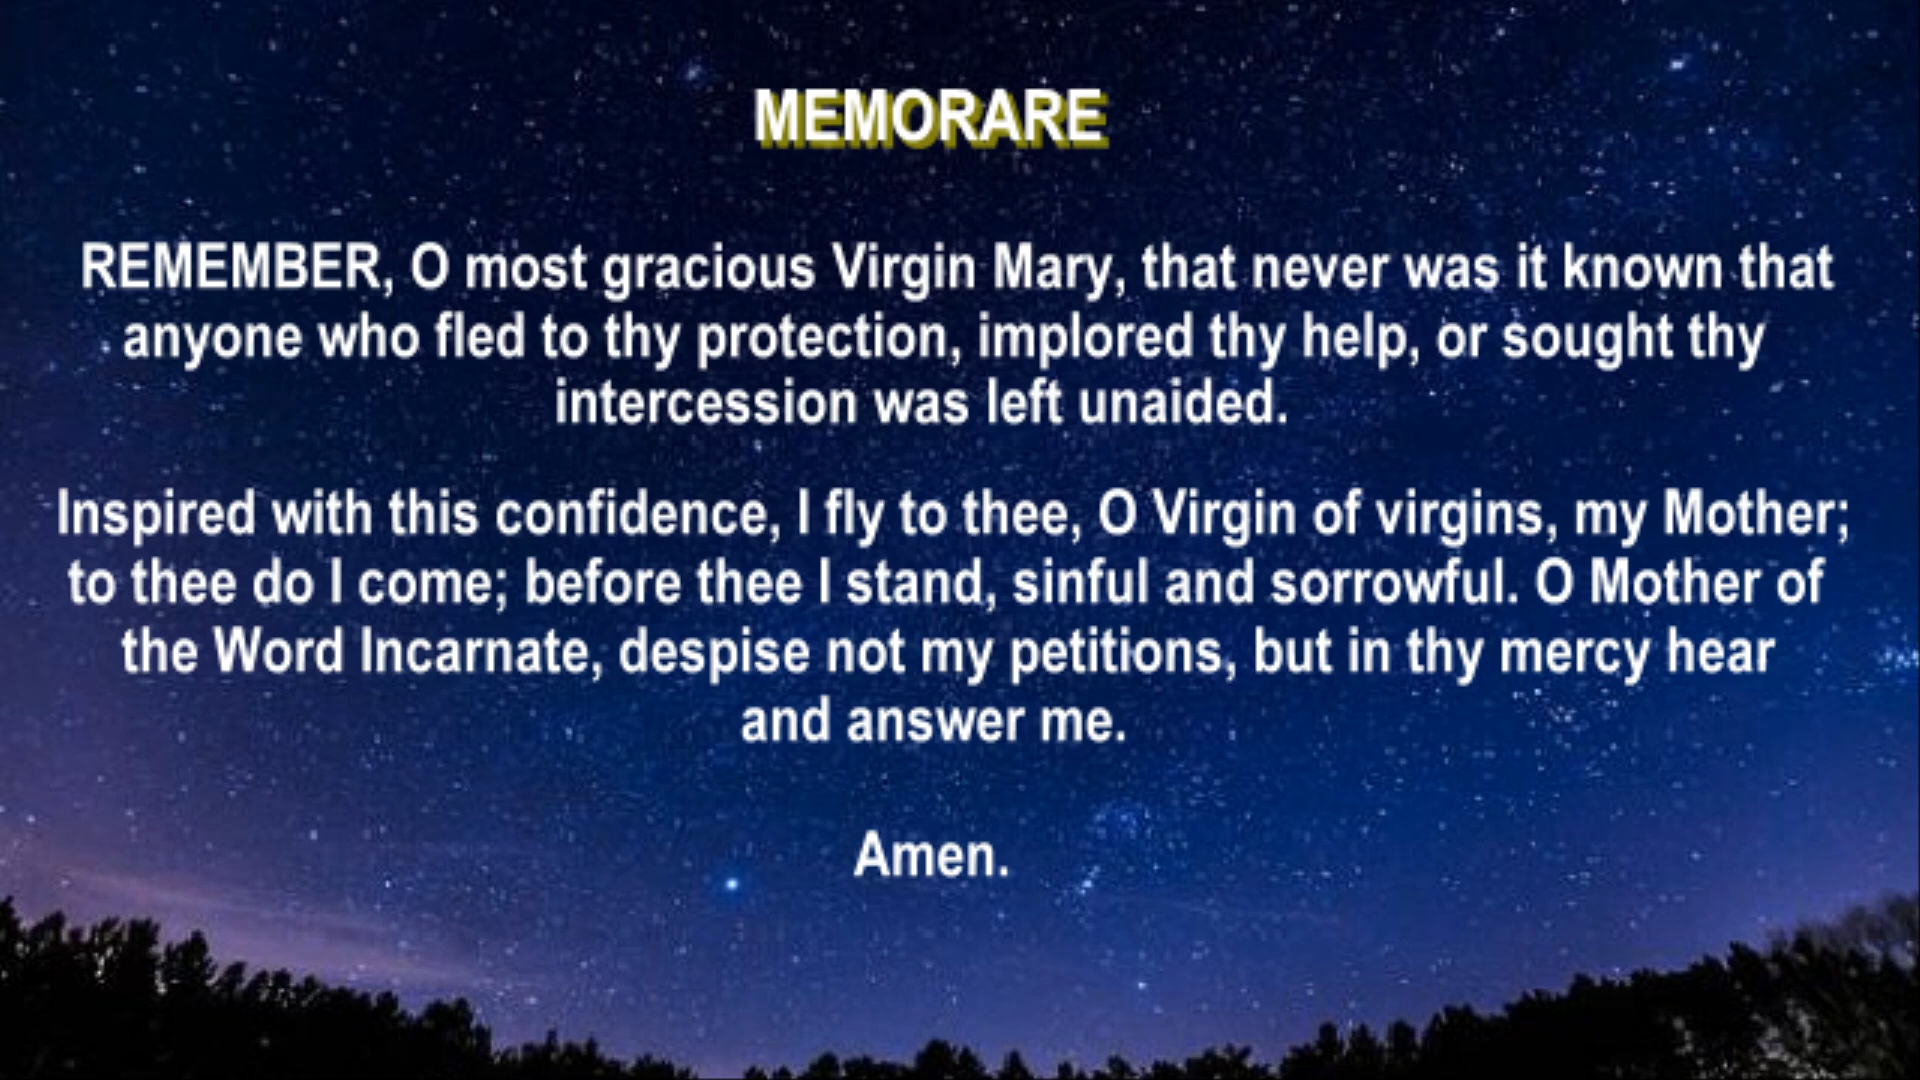 MEMORARE
REMEMBER, O most gracious Virgin Mary, that never was it known that
anyone who fled to thy protection, implored thy help, or sought thy
intercession was left unaided.
Inspired with this confidence, I fly to thee, O Virgin of virgins, my Mother;
to thee do I come; before thee I stand, sinful and sorrowful. O Mother of
the Word Incarnate, despise not my petitions, but in thy mercy hear
and answer me.
Amen.